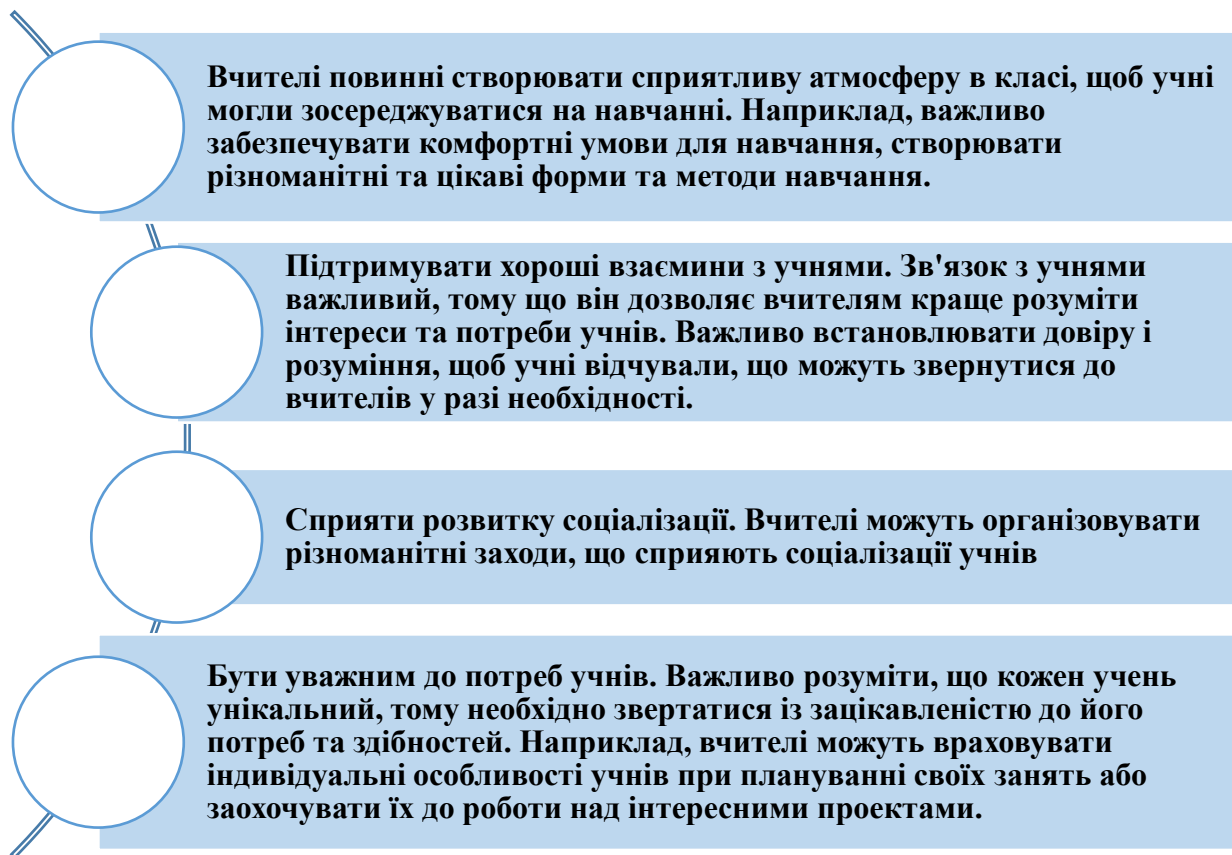 Вчителі повинні створювати сприятливу атмосферу в класі, щоб учні
могли зосереджуватися на навчанні. Наприклад, важливо
забезпечувати комфортні умови для навчання, створювати
різноманітні та цікаві форми та методи навчання.
Підтримувати хороші взаємини з учнями. Зв'язок з учнями
важливий, тому що він дозволяє вчителям краще розуміти
інтереси та потреби учнів. Важливо встановлювати довіру і
розуміння, щоб учні відчували, що можуть звернутися до
вчителів у разі необхідності.
Сприяти розвитку соціалізації. Вчителі можуть організовувати
різноманітні заходи, що сприяють соціалізації учнів
Бути уважним до потреб учнів. Важливо розуміти, що кожен учень
унікальний, тому необхідно звертатися із зацікавленістю до його
потреб та здібностей. Наприклад, вчителі можуть враховувати
індивідуальні особливості учнів при плануванні своїх занять або
заохочувати їх до роботи над інтересними проектами.